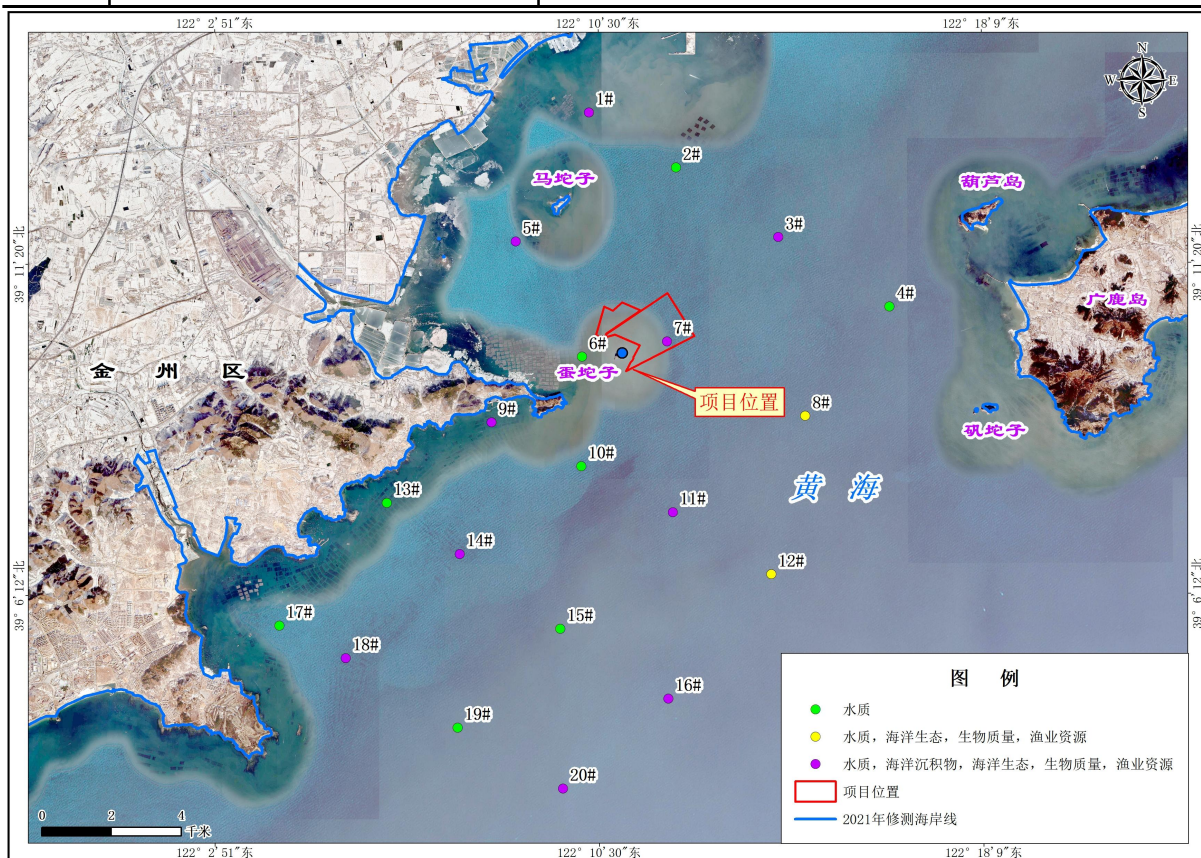 122° 2'51"东
122° 10'30"东
122° 18'9"东
N
W
E
S
1#
2#
马坨子
葫芦岛
5#
3#
39° 11'20"北
39° 11'20"北
4#
广鹿岛
7#
6#
金 州 区
蛋坨子
项目位置
8#
9#
矾坨子
10#
黄 海
13#
11#
14#
12#
39° 6'12"北
39° 6'12"北
17#
15#
18#
16#
19#
20#
图 例
水质
水质，海洋生态，生物质量，渔业资源
水质，海洋沉积物，海洋生态，生物质量，渔业资源
项目位置
2021年修测海岸线
0
2
4
千米
122° 2'51"东
122° 10'30"东
122° 18'9"东